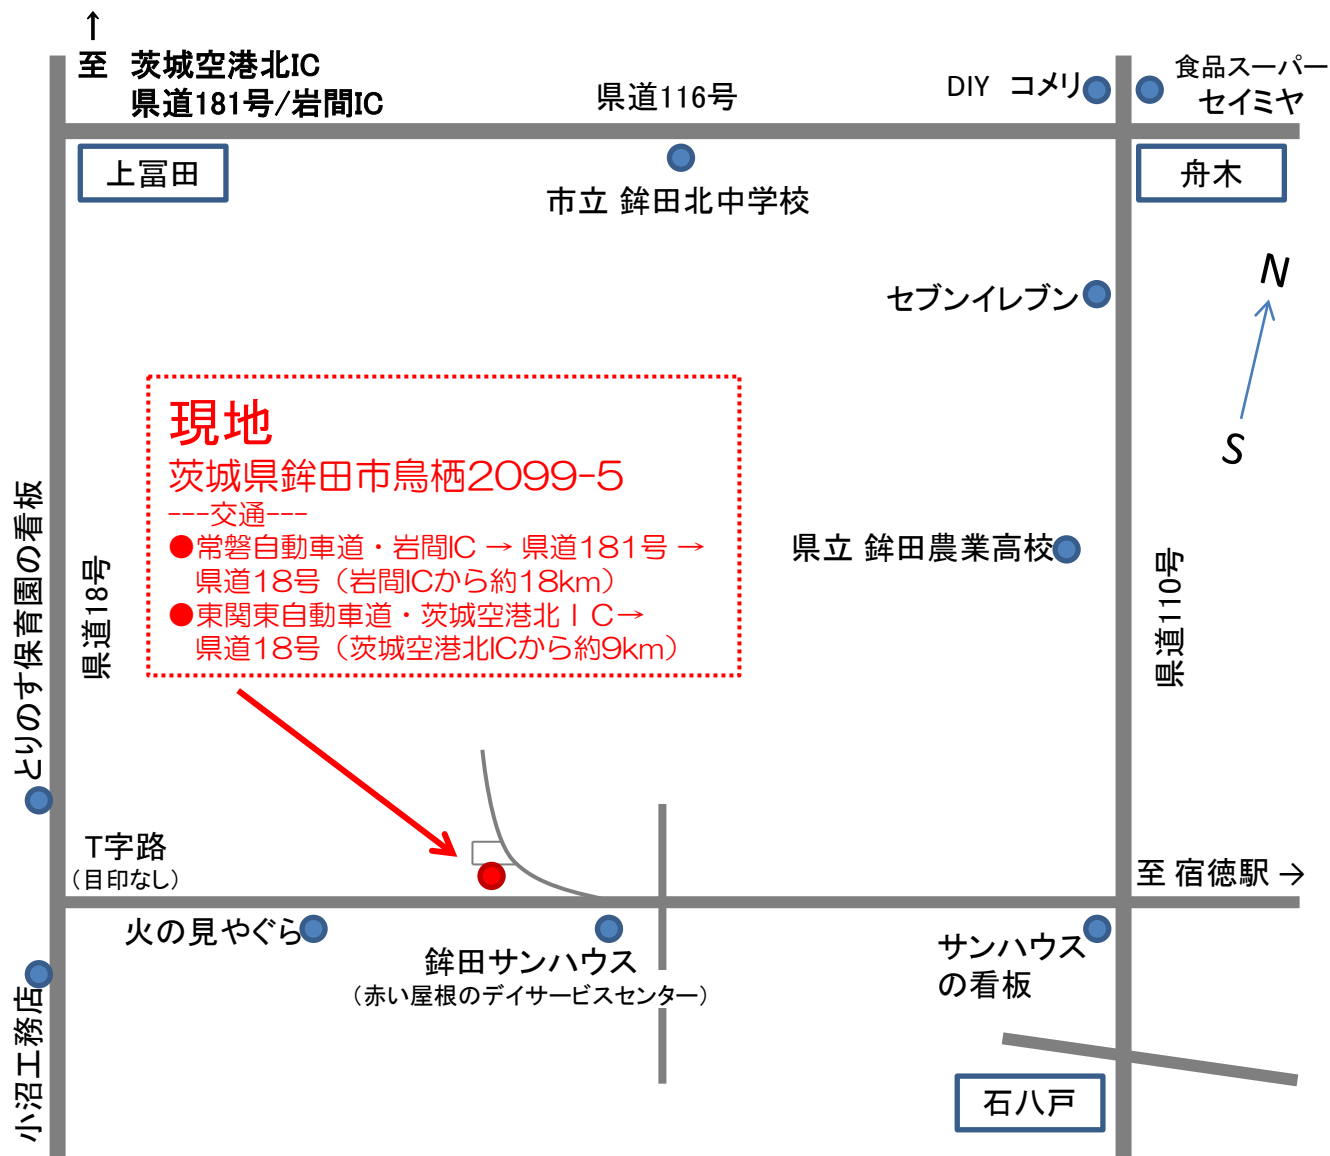 ↑
至 茨城空港北IC
県道181号/岩間IC
県道116号
DIY コメリ
食品スーパー
セイミヤ
上冨田
市立 鉾田北中学校
舟木
N
セブンイレブン
S
現地
茨城県鉾田市鳥栖2099-5
---交通---
●常磐自動車道・岩間IC → 県道181号 →
県道18号（岩間ICから約18km）
●東関東自動車道・茨城空港北ＩＣ→
県道18号（茨城空港北ICから約9km）
県立 鉾田農業高校
とりのす保育園の看板
県道18号
県道110号
T字路
（目印なし）
至 宿徳駅 →
火の見やぐら
鉾田サンハウス
（赤い屋根のデイサービスセンター）
サンハウス
の看板
小沼工務店
石八戸